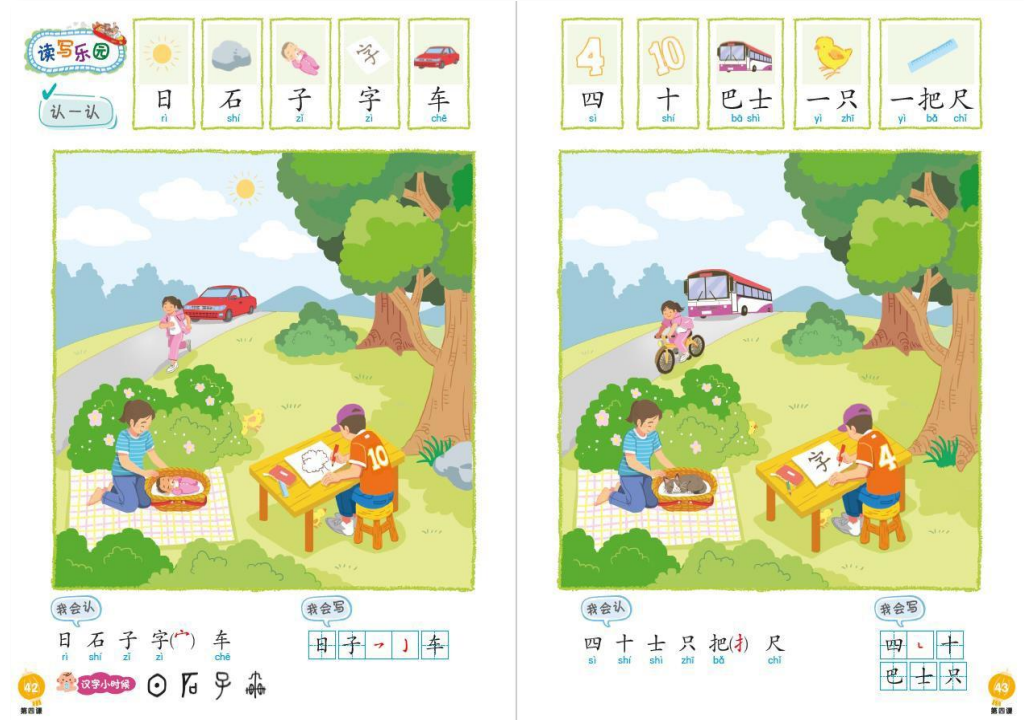 读写乐园
认一认
日 石 子 字 车
rì shí zǐ zì chē
字
10
我会认
日 石 子 字(宀) 车
rì shí zǐ zì chē
我会写
日 子 ㇇ 亅 车
42
第四课
汉字小时候
4 10
四 十 巴士 一只 一把尺
sì shí bā shì yì zhī yì bǎ chǐ
字
4
我会认
四 十 士 只 把(扌) 尺
sì shí shì zhī bǎ chǐ
我会写
四 十
巴 士 只
43
第四课